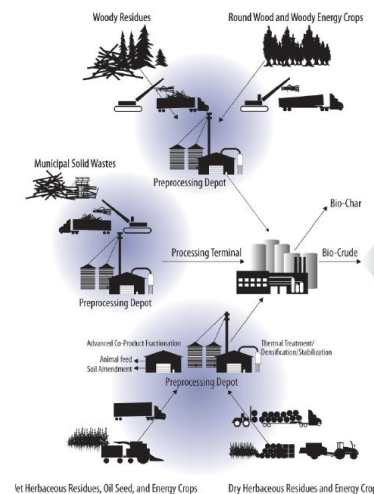 Woody Residues
Round Wood and Woody Energy Crops
Preprocessing Depot
Municipal Solid Wastes
Bio-Char
Processing Terminal
Bio-Crude
Preprocessing Depot
Advanced Co-Product Fractionation
Thermal Treatment/
Densification/Stabilization
Animal feed
Soil Amendment
Preprocessing Depot
et Herbaceous Residues, Oil Seed, and Energy Crops
Dry Herbaceous Residues and Energy Crop